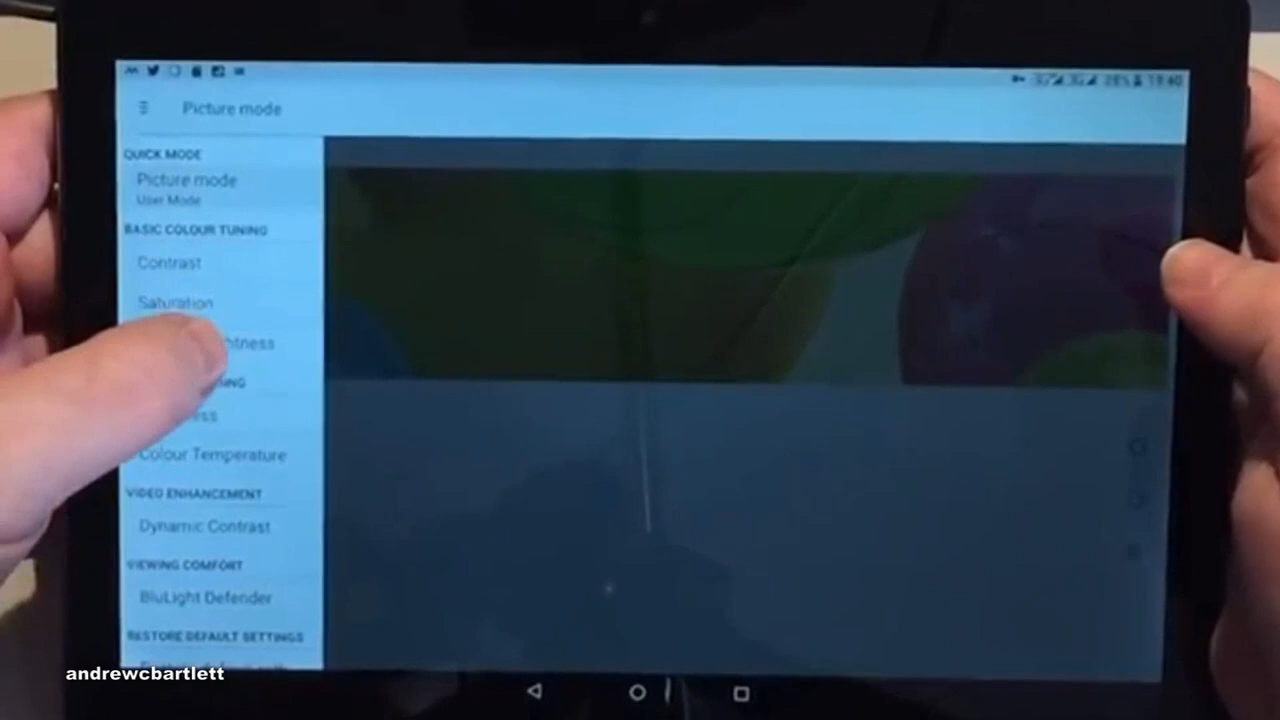 Picture mode
QUICK MODE
Picture mode
User Mode
BASIC COLOUR TUNING
Contrast
Saturation
Colour Temperature
VIDEO ENHANCEMENT
Dynamic Contrast
VIEWING COMFORT
BluLight Defender
RESTORE DEFAULT SETTINGS
andrewcbartlett